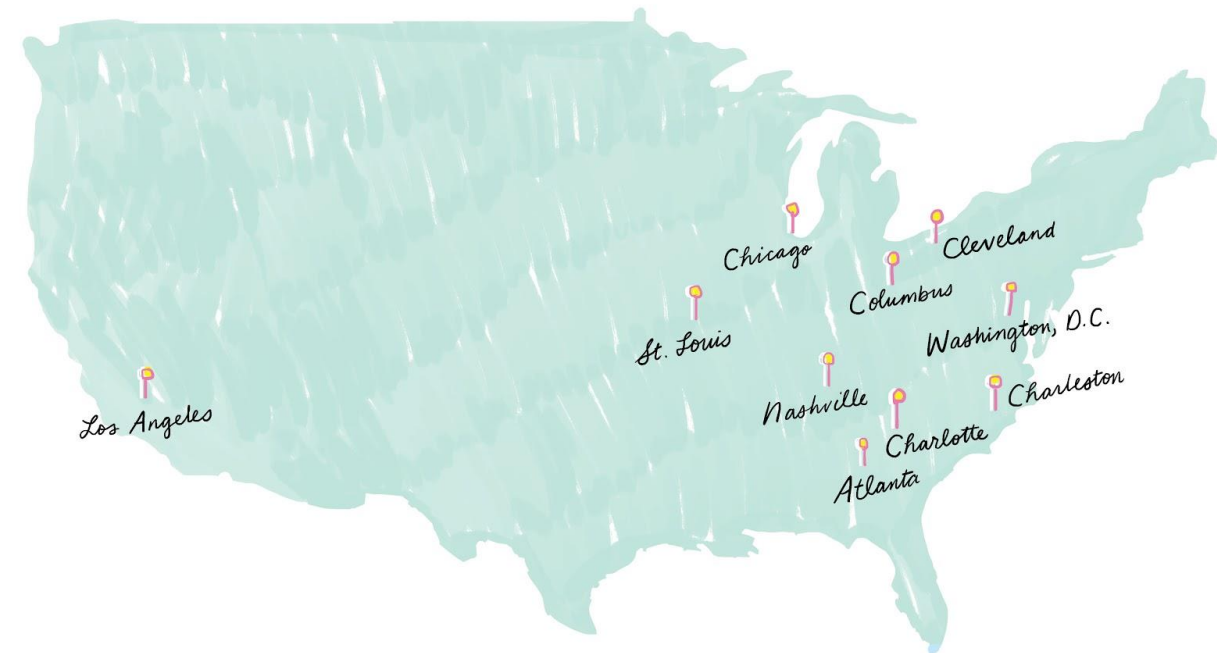 Chicago
Cleveland
Columbus
St. Louis
Washington, D.C.
Nashville
Charleston
Los Angeles
Charlotte
Atlanta